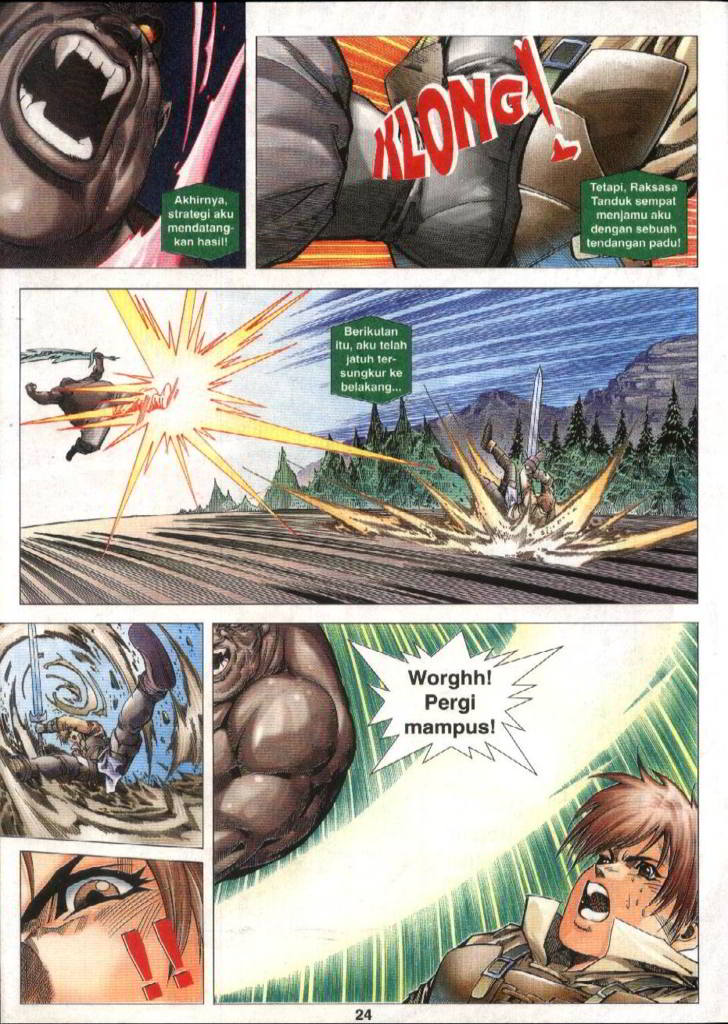 Akhirnya,
strategi aku
mendatang-
kan hasil!
KLONG!
Tetapi, Raksasa
Tanduk sempat
menjamu aku
dengan sebuah
tendangan padu!
Berikutan
itu, aku telah
jatuh ter-
sungkur ke
belakang...
!!
Worghh!
Pergi
mampus!
24